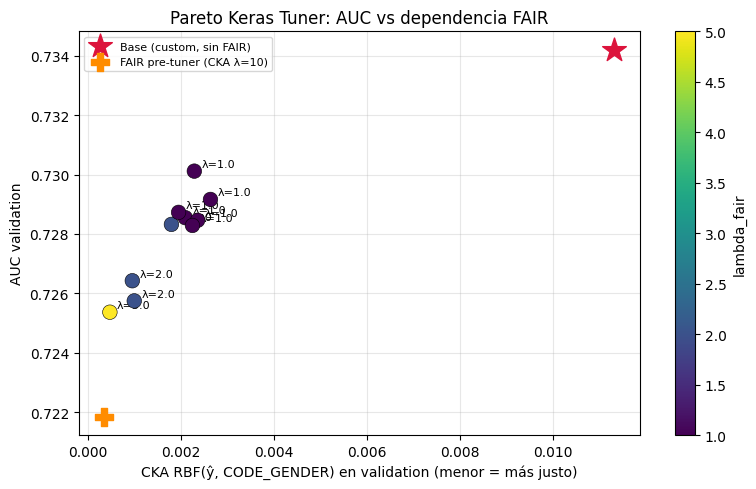 Pareto Keras Tuner: AUC vs dependencia FAIR
Base (custom, sin FAIR)
FAIR pre-tuner (CKA λ=10)
AUC validation
0.734
0.732
0.730
0.728
0.726
0.724
0.722
λ=1.0
λ=1.0
λ=1.0
λ=1.0
λ=2.0
λ=2.0
0.000
0.002
0.004
0.006
0.008
0.010
CKA RBF(ŷ, CODE_GENDER) en validation (menor = más justo)
5.0
4.5
4.0
3.5
3.0
2.5
2.0
1.5
1.0
lambda_fair